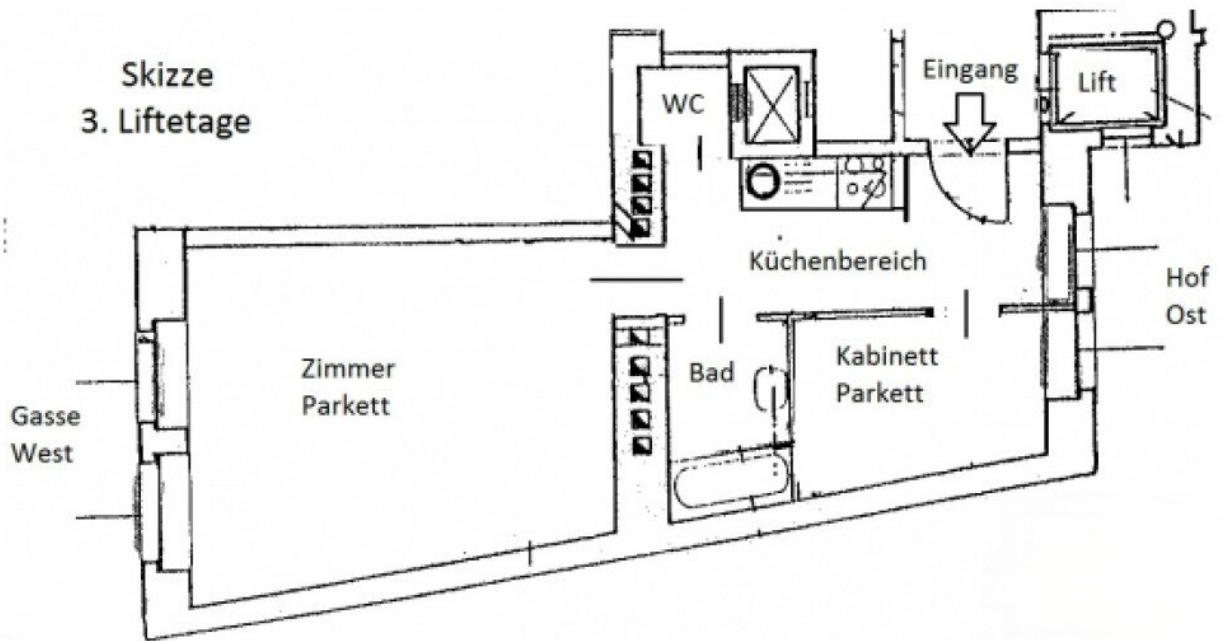 Skizze
3. Liftetage
WC
Eingang
Lift
Küchenbereich
Hof
Ost
Zimmer
Parkett
Bad
Kabinett
Parkett
Gasse
West